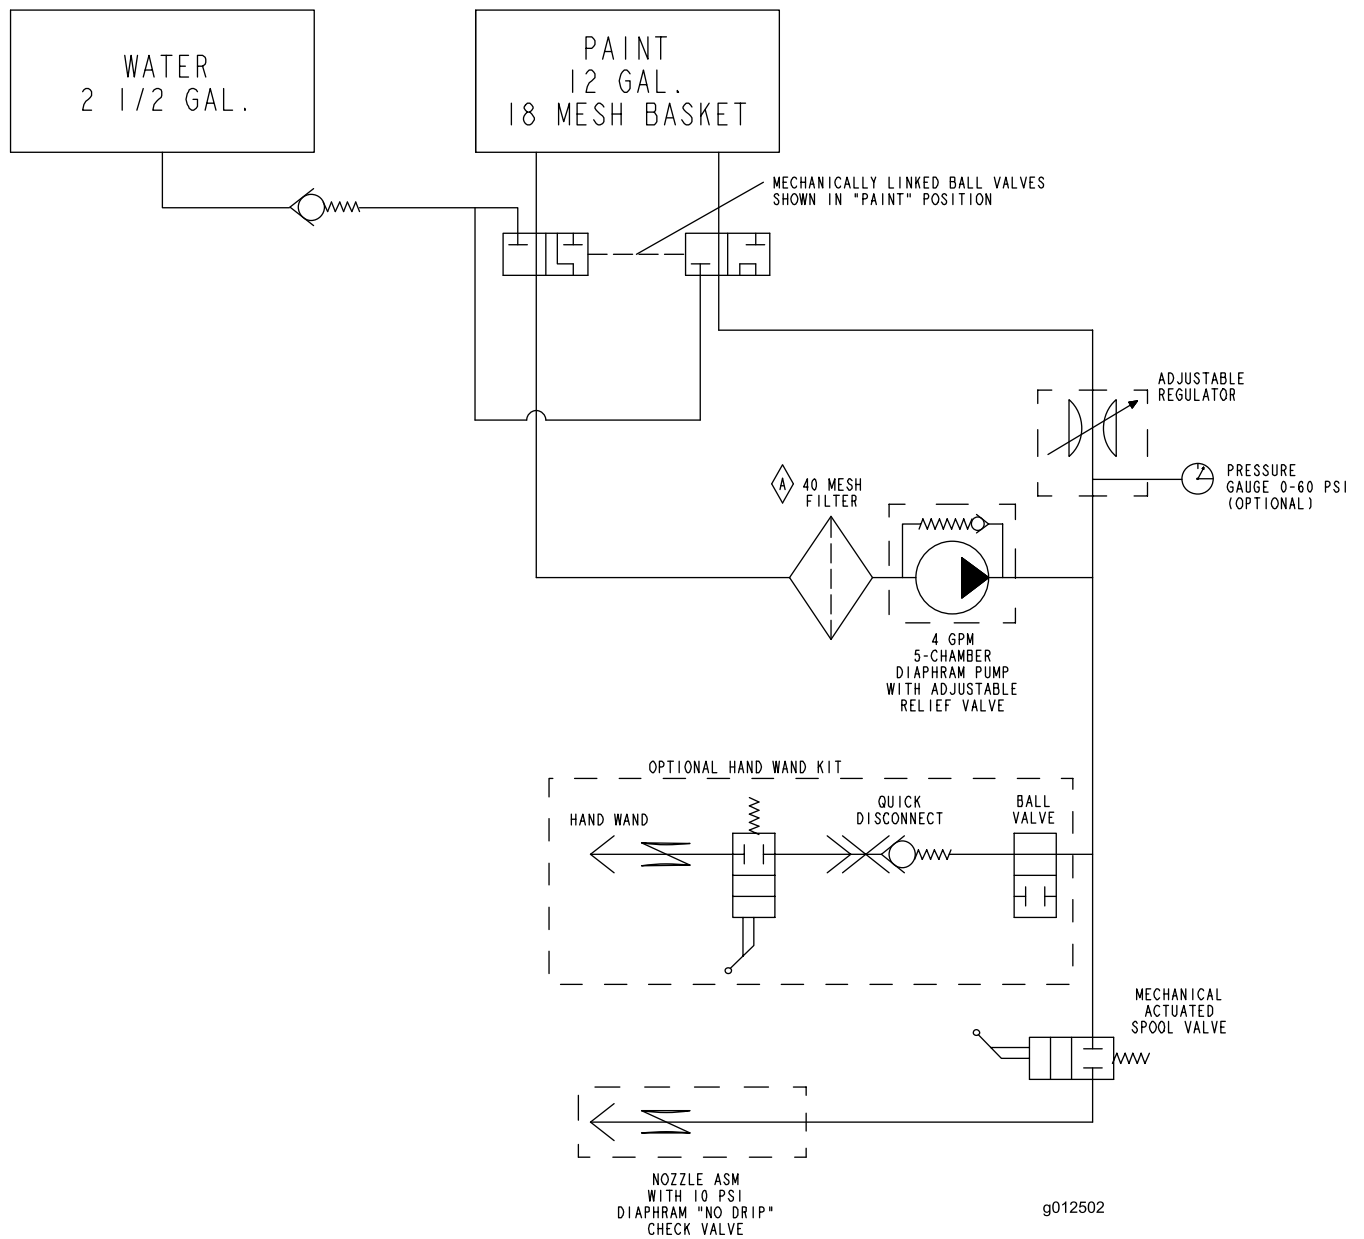 WATER
2 1/2 GAL.
PAINT
12 GAL.
18 MESH BASKET
MECHANICALLY LINKED BALL VALVES
SHOWN IN "PAINT" POSITION
ADJUSTABLE
REGULATOR
PRESSURE
GAUGE 0-60 PSI
(OPTIONAL)
A
40 MESH
FILTER
4 GPM
5-CHAMBER
DIAPHRAM PUMP
WITH ADJUSTABLE
RELIEF VALVE
OPTIONAL HAND WAND KIT
HAND WAND
QUICK
DISCONNECT
BALL
VALVE
MECHANICAL
ACTUATED
SPOOL VALVE
NOZZLE ASM
WITH 10 PSI
DIAPHRAM "NO DRIP"
CHECK VALVE
g012502